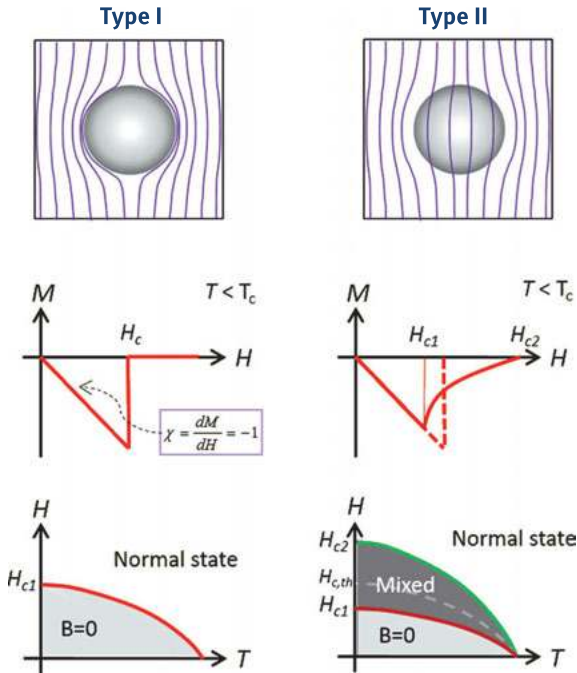 Type I
Type II
M
T < Tc
Hc
H
χ = dM/dH = -1
M
T < Tc
Hc1
Hc2
H
H
Normal state
Hc1
B=0
T
H
Normal state
Hc2
Hc,th
Mixed
Hc1
B=0
T